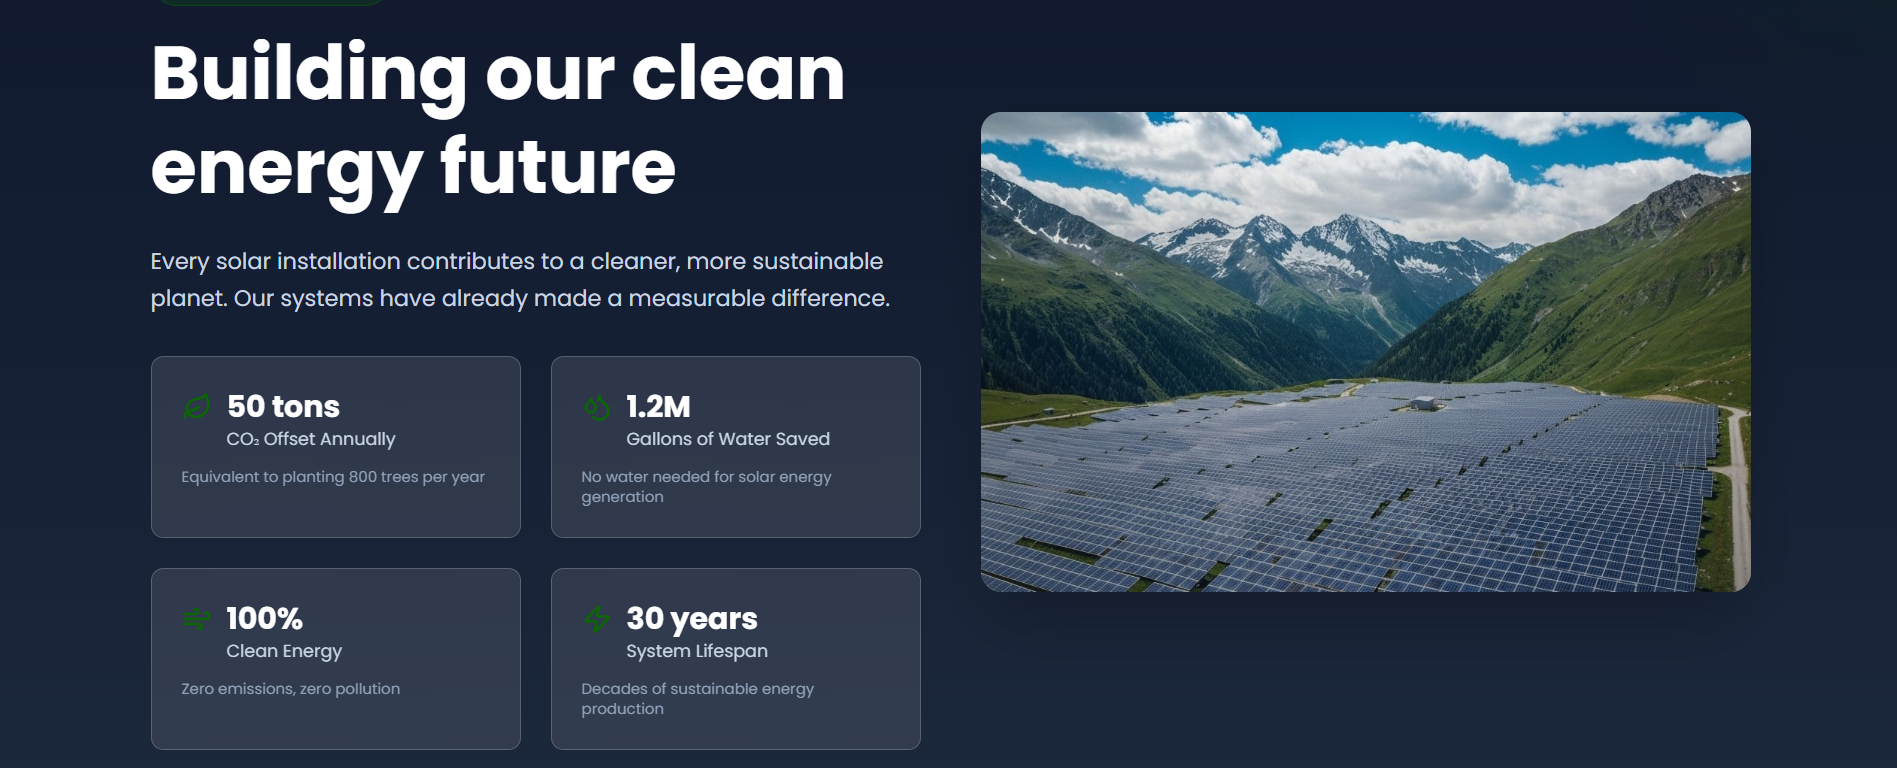 Building our clean
energy future
Every solar installation contributes to a cleaner, more sustainable
planet. Our systems have already made a measurable difference.
50 tons
CO₂ Offset Annually
Equivalent to planting 800 trees per year
1.2M
Gallons of Water Saved
No water needed for solar energy
generation
100%
Clean Energy
Zero emissions, zero pollution
30 years
System Lifespan
Decades of sustainable energy
production